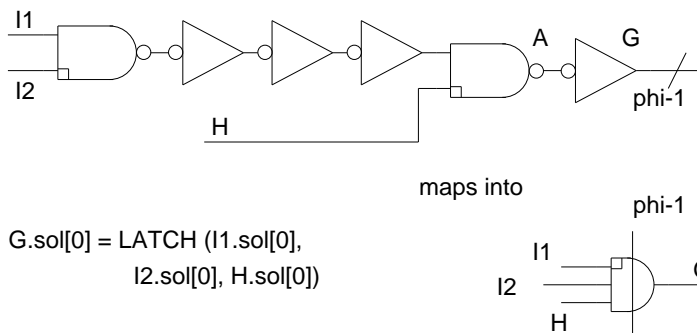 I1
A
G
I2
phi-1
H
maps into
phi-1
G.sol[0] = LATCH (I1.sol[0],
I2.sol[0], H.sol[0])
I1
I2
H